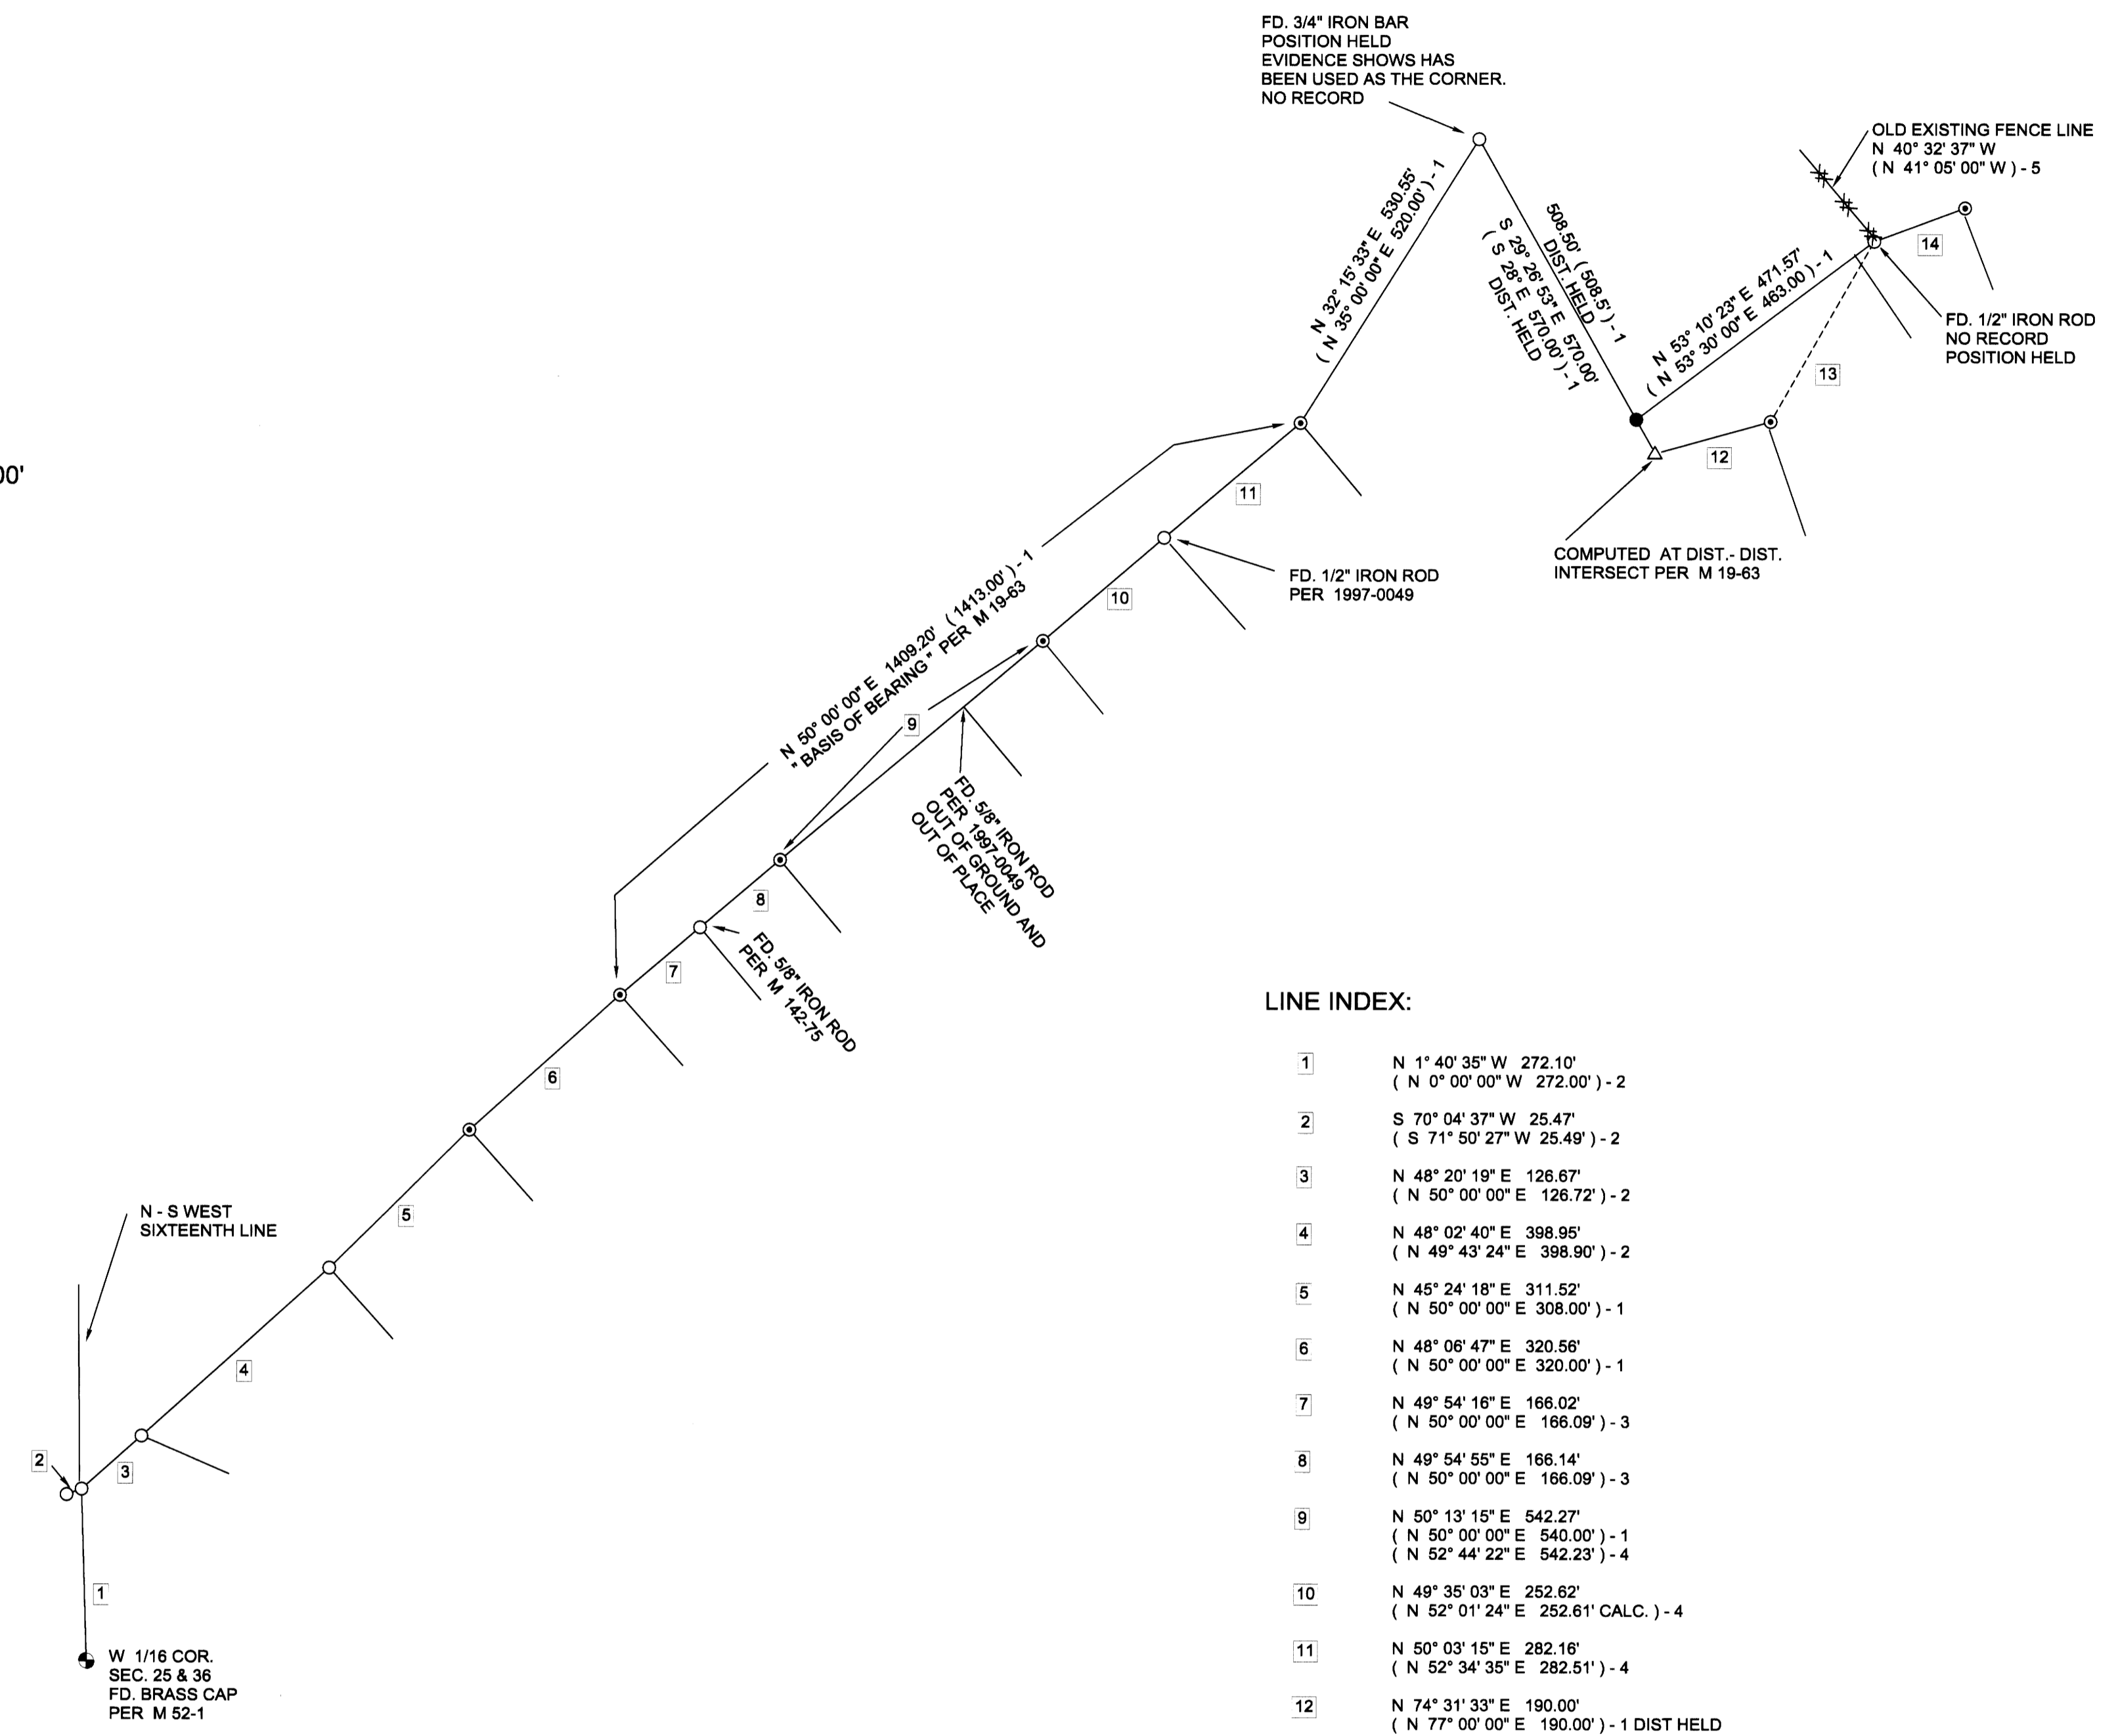 FD. 3/4" IRON BAR
POSITION HELD
EVIDENCE SHOWS HAS
BEEN USED AS THE CORNER.
NO RECORD
OLD EXISTING FENCE LINE
N 40° 32' 37" W
( N 41° 05' 00" W ) - 5
14
N 32° 15' 33" E 530.55'
( N 35° 00' 00" E 520.00' ) - 1
508.50' ( 508.5' ) - 1
DIST. HELD
S 29° 26' 53" E 570.00'
( S 28° E 570.00' ) - 1
DIST. HELD
N 53° 10' 23" E 471.57'
( N 53° 30' 00" E 463.00 ) - 1
FD. 1/2" IRON ROD
NO RECORD
POSITION HELD
13
12
00'
11
COMPUTED AT DIST.- DIST.
INTERSECT PER M 19-63
FD. 1/2" IRON ROD
PER 1997-0049
10
N 50° 00' 00" E 1409.20' ( 1413.00' ) - 1
" BASIS OF BEARING " PER M 19-63
9
FD. 5/8" IRON ROD
PER 1997-0049
OUT OF GROUND AND
OUT OF PLACE
8
FD. 5/8" IRON ROD
PER M 142-75
7
6
5
N - S WEST
SIXTEENTH LINE
4
2
3
1
W 1/16 COR.
SEC. 25 & 36
FD. BRASS CAP
PER M 52-1
LINE INDEX:
1 N 1° 40' 35" W 272.10'
( N 0° 00' 00" W 272.00' ) - 2
2 S 70° 04' 37" W 25.47'
( S 71° 50' 27" W 25.49' ) - 2
3 N 48° 20' 19" E 126.67'
( N 50° 00' 00" E 126.72' ) - 2
4 N 48° 02' 40" E 398.95'
( N 49° 43' 24" E 398.90' ) - 2
5 N 45° 24' 18" E 311.52'
( N 50° 00' 00" E 308.00' ) - 1
6 N 48° 06' 47" E 320.56'
( N 50° 00' 00" E 320.00' ) - 1
7 N 49° 54' 16" E 166.02'
( N 50° 00' 00" E 166.09' ) - 3
8 N 49° 54' 55" E 166.14'
( N 50° 00' 00" E 166.09' ) - 3
9 N 50° 13' 15" E 542.27'
( N 50° 00' 00" E 540.00' ) - 1
( N 52° 44' 22" E 542.23' ) - 4
10 N 49° 35' 03" E 252.62'
( N 52° 01' 24" E 252.61' CALC. ) - 4
11 N 50° 03' 15" E 282.16'
( N 52° 34' 35" E 282.51' ) - 4
12 N 74° 31' 33" E 190.00'
( N 77° 00' 00" E 190.00' ) - 1 DIST HELD